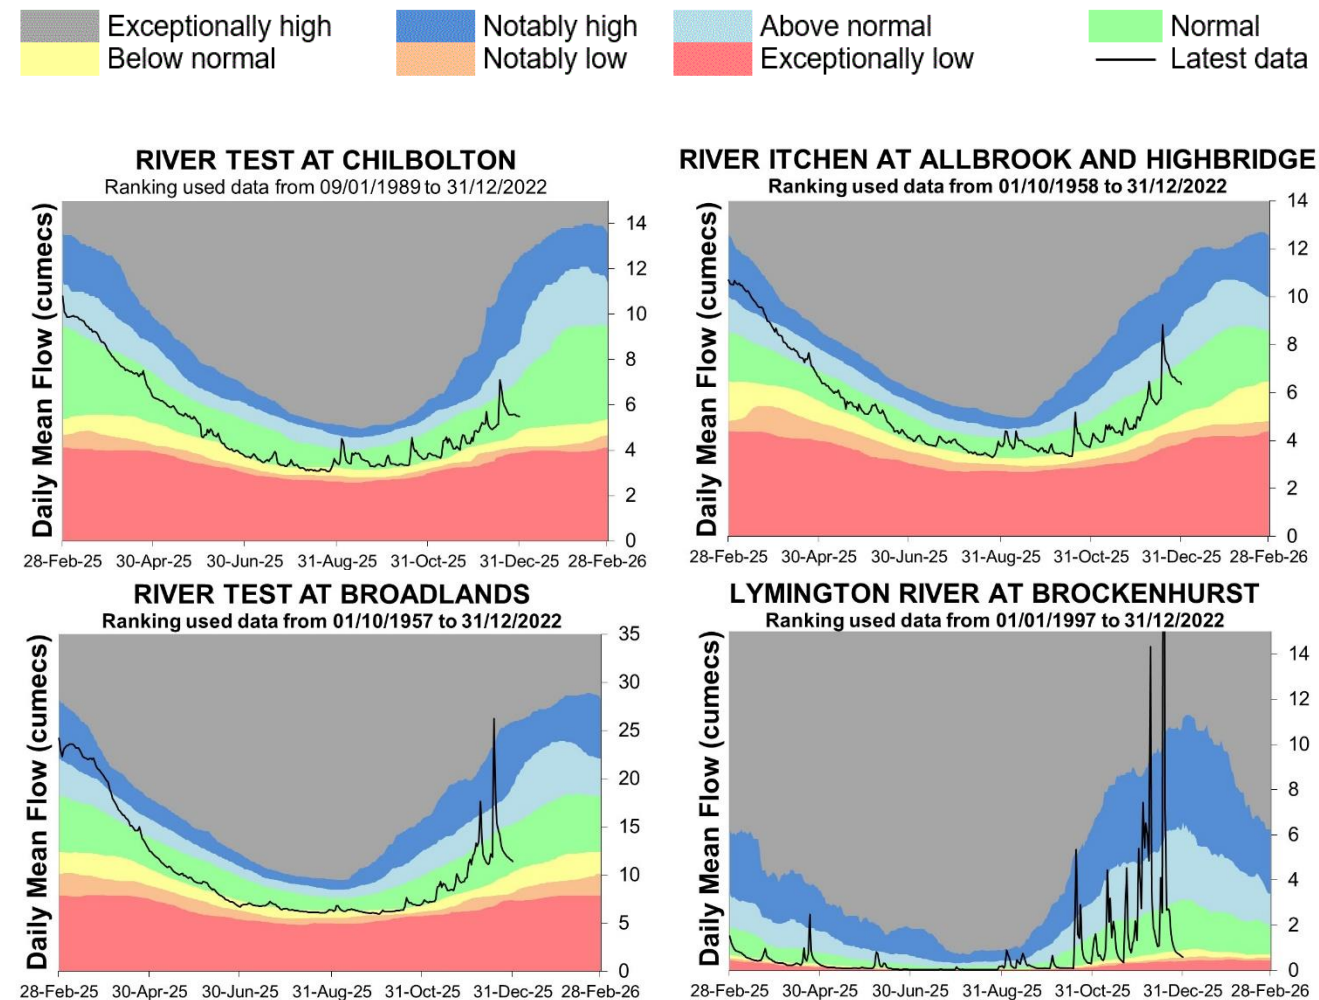 Exceptionally high Notably high Above normal Normal
Below normal Notably low Exceptionally low Latest data
RIVER TEST AT CHILBOLTON
Ranking used data from 09/01/1989 to 31/12/2022
Daily Mean Flow (cumecs)
14
12
10
8
6
4
2
0
28-Feb-25 30-Apr-25 30-Jun-25 31-Aug-25 31-Oct-25 31-Dec-25 28-Feb-26
RIVER ITCHEN AT ALLBROOK AND HIGHBRIDGE
Ranking used data from 01/10/1958 to 31/12/2022
Daily Mean Flow (cumecs)
14
12
10
8
6
4
2
0
28-Feb-25 30-Apr-25 30-Jun-25 31-Aug-25 31-Oct-25 31-Dec-25 28-Feb-26
RIVER TEST AT BROADLANDS
Ranking used data from 01/10/1957 to 31/12/2022
Daily Mean Flow (cumecs)
35
30
25
20
15
10
5
0
28-Feb-25 30-Apr-25 30-Jun-25 31-Aug-25 31-Oct-25 31-Dec-25 28-Feb-26
LYMINGTON RIVER AT BROCKENHURST
Ranking used data from 01/01/1997 to 31/12/2022
Daily Mean Flow (cumecs)
14
12
10
8
6
4
2
0
28-Feb-25 30-Apr-25 30-Jun-25 31-Aug-25 31-Oct-25 31-Dec-25 28-Feb-26